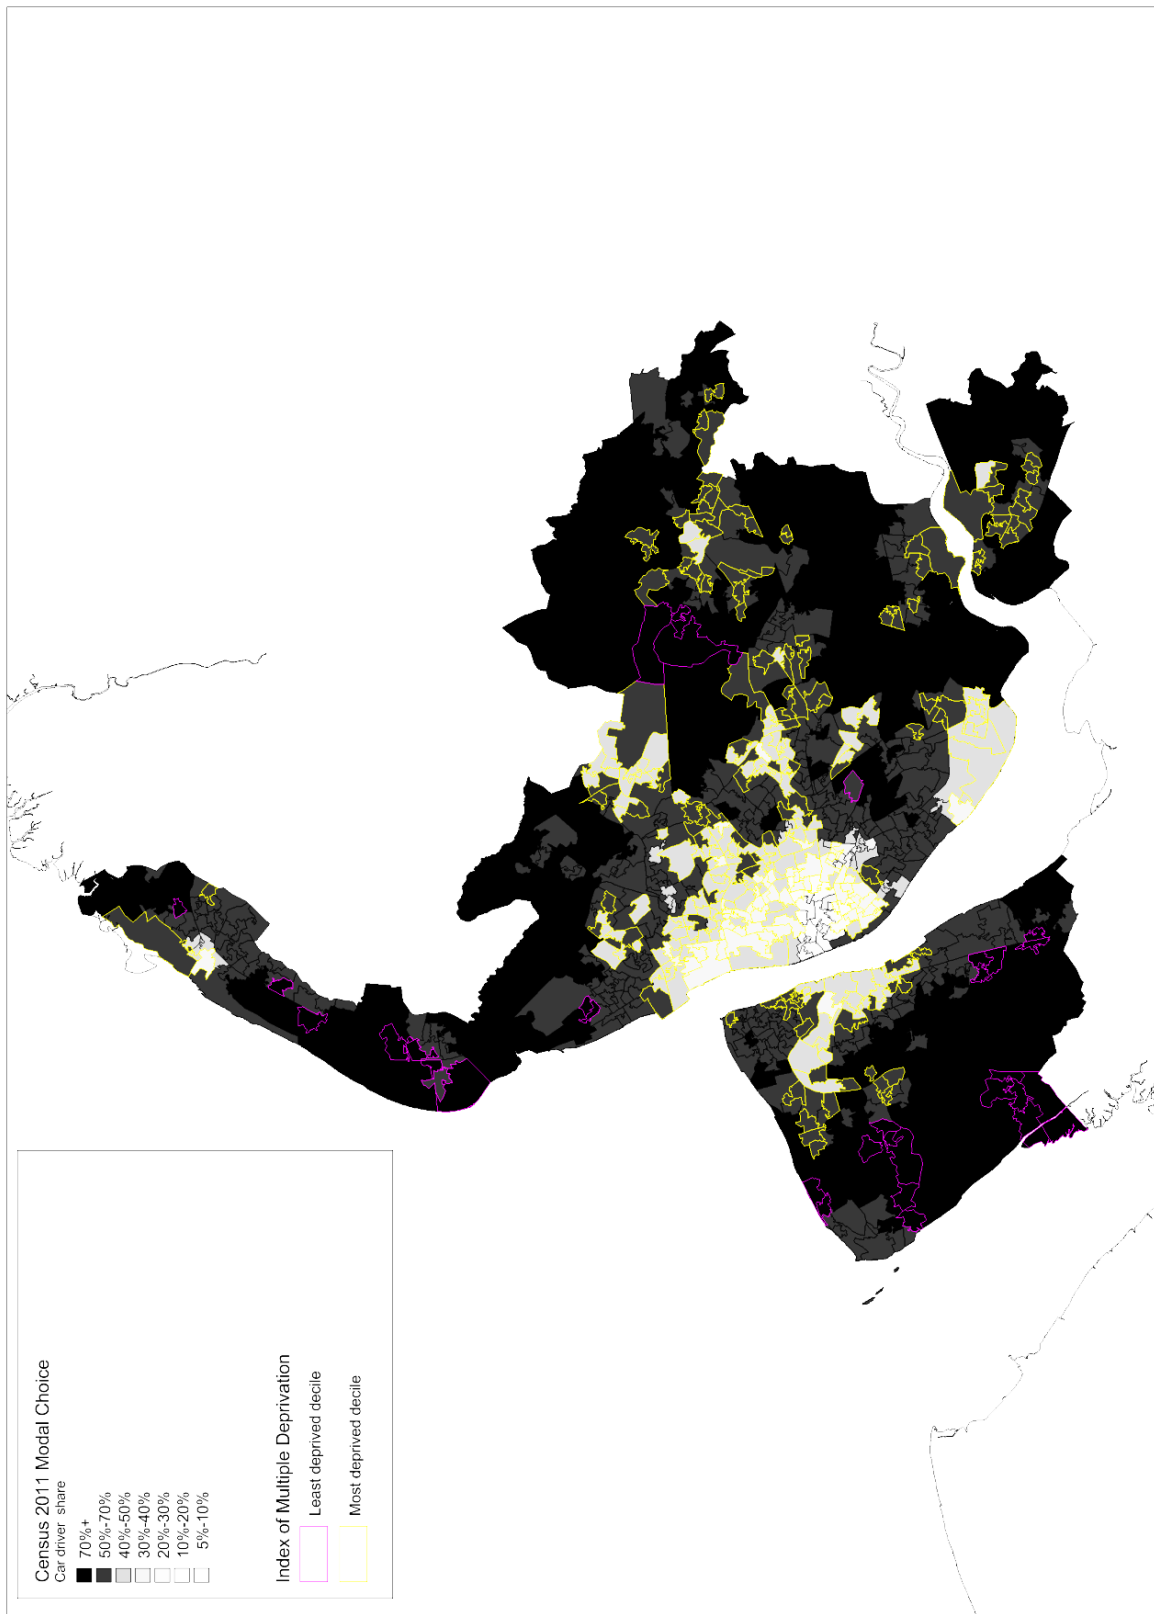 Census 2011 Modal Choice
Car driver share
70%+
50%-70%
40%-50%
30%-40%
20%-30%
10%-20%
5%-10%
Index of Multiple Deprivation
Least deprived decile
Most deprived decile